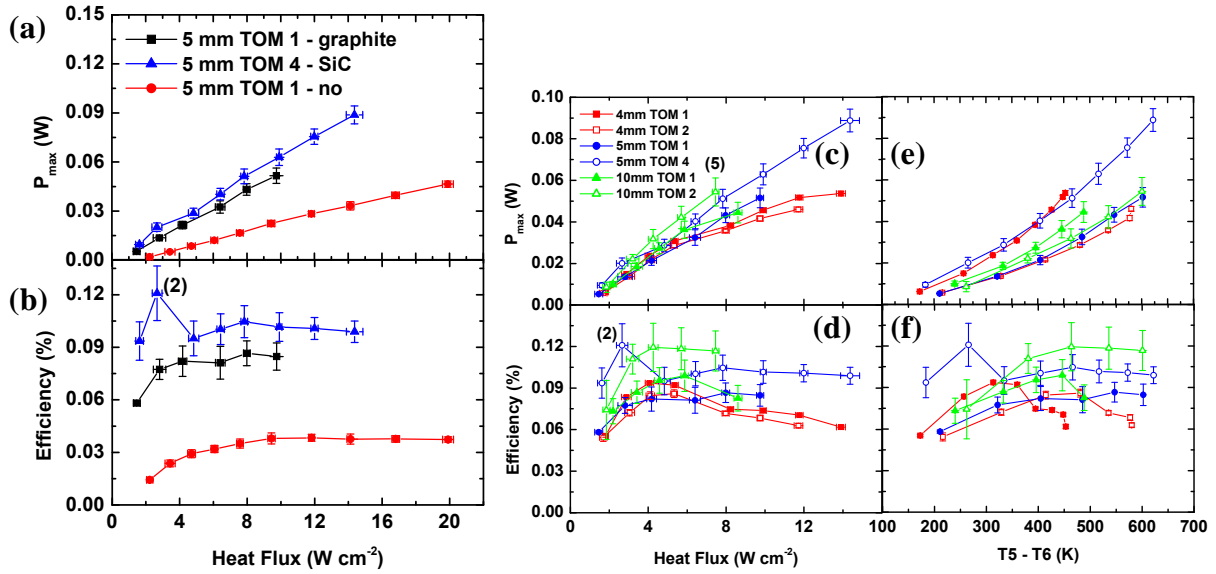 (a)
5 mm TOM 1 - graphite
5 mm TOM 4 - SiC
5 mm TOM 1 - no
P max (W)
0.15
0.12
0.09
0.06
0.03
0.00
(b)
(2)
Efficiency (%)
0.12
0.09
0.06
0.03
0.00
0 4 8 12 16 20
Heat Flux (W cm-2)
(c)
4mm TOM 1
4mm TOM 2
5mm TOM 1
5mm TOM 4
10mm TOM 1
10mm TOM 2
(5)
P max (W)
0.10
0.08
0.06
0.04
0.02
0.00
(e)
(d)
(2)
Efficiency (%)
0.15
0.12
0.09
0.06
0.03
0.00
0 4 8 12
Heat Flux (W cm-2)
(f)
100 200 300 400 500 600 700
T5 - T6 (K)